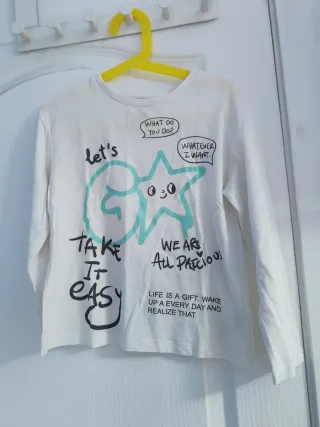 WHAT DO
YOU DO?
WHATEVER
I WANT.
let's
GO
TAKE
IT
EASY
WE ARE
ALL PRECIOUS
LIFE IS A GIFT. WAKE
UP A EVERY DAY AND
REALIZE THAT.